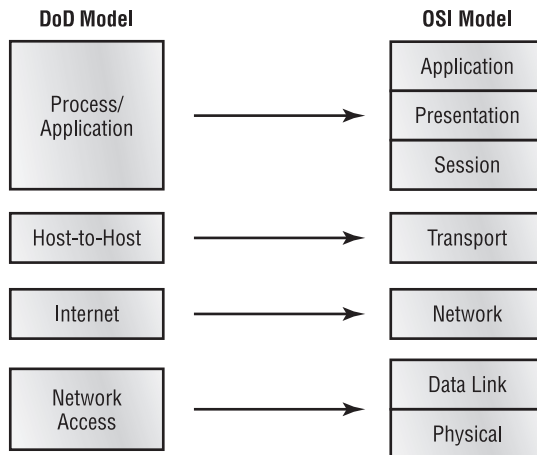 DoD Model
OSI Model
Process/
Application
Application
Presentation
Session
Host-to-Host
Transport
Internet
Network
Network
Access
Data Link
Physical